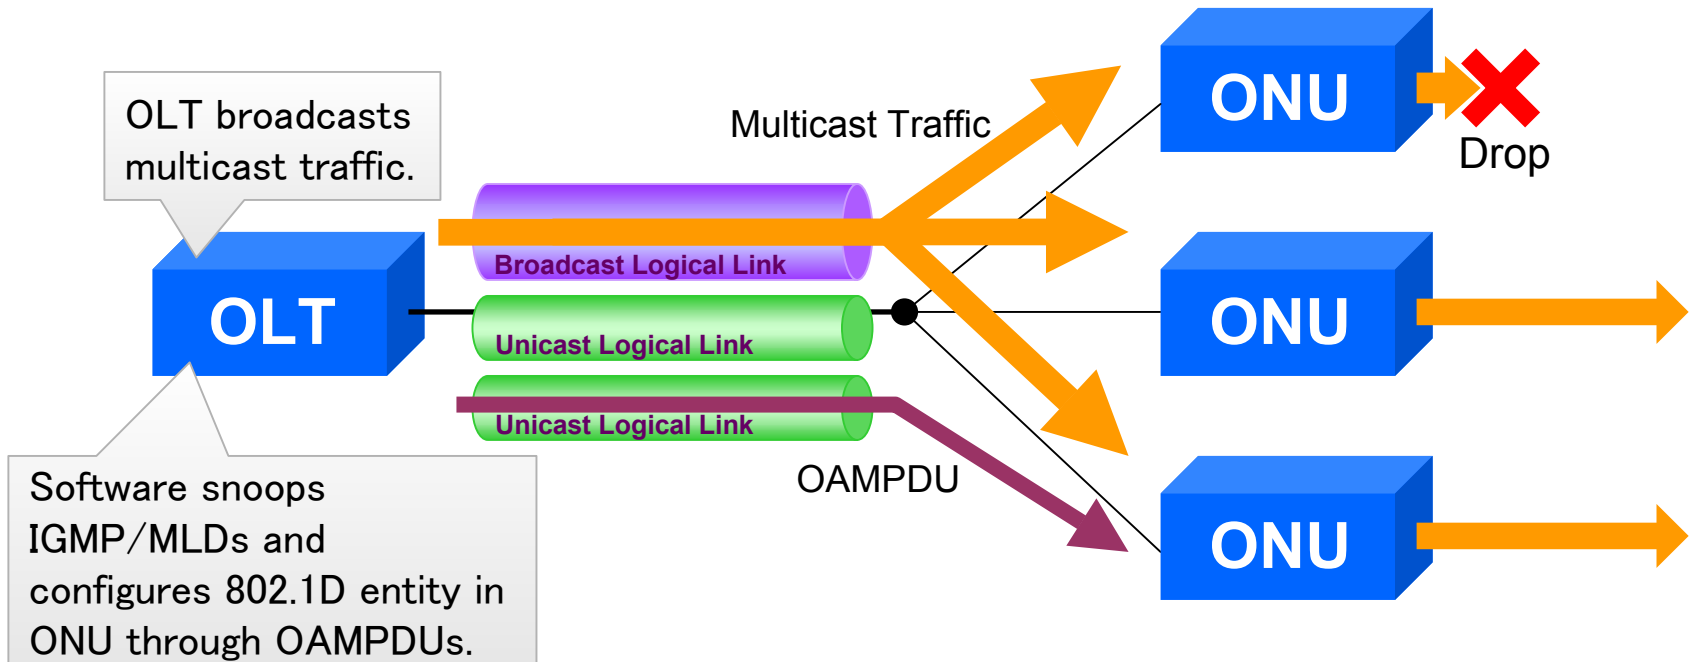 OLT broadcasts
multicast traffic.
Multicast Traffic
ONU
Drop
Broadcast Logical Link
OLT
Unicast Logical Link
ONU
Unicast Logical Link
OAMPDU
ONU
Software snoops
IGMP/MLDs and
configures 802.1D entity in
ONU through OAMPDUs.